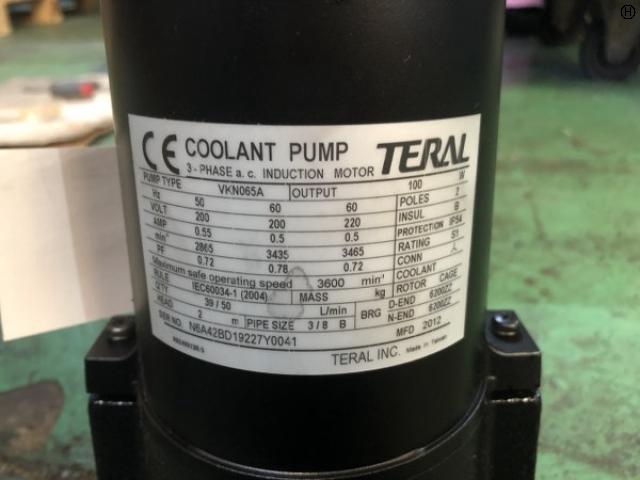 Ⓗ
CE COOLANT PUMP TERAL
3 - PHASE a. c. INDUCTION MOTOR
PUMP TYPE VKN065A OUTPUT 100 W
Hz 50 60 60 POLES 2
VOLT 200 200 220 INSUL B
AMP 0.55 0.5 0.5 PROTECTION IP54
min⁻¹ 2865 3435 3465 RATING S1
PF 0.72 0.78 0.72 CONN 人
Maximum safe operating speed 3600 min⁻¹ COOLANT
RULE IEC60034-1 (2004) MASS kg ROTOR CAGE
QTY 39 / 50 L/min BRG D-END 6200ZZ
HEAD 2 m PIPE SIZE 3 / 8 B N-END 6200ZZ
SER NO. N6A42BD19227Y0041 MFD 2012
TERAL INC. Made in Taiwan